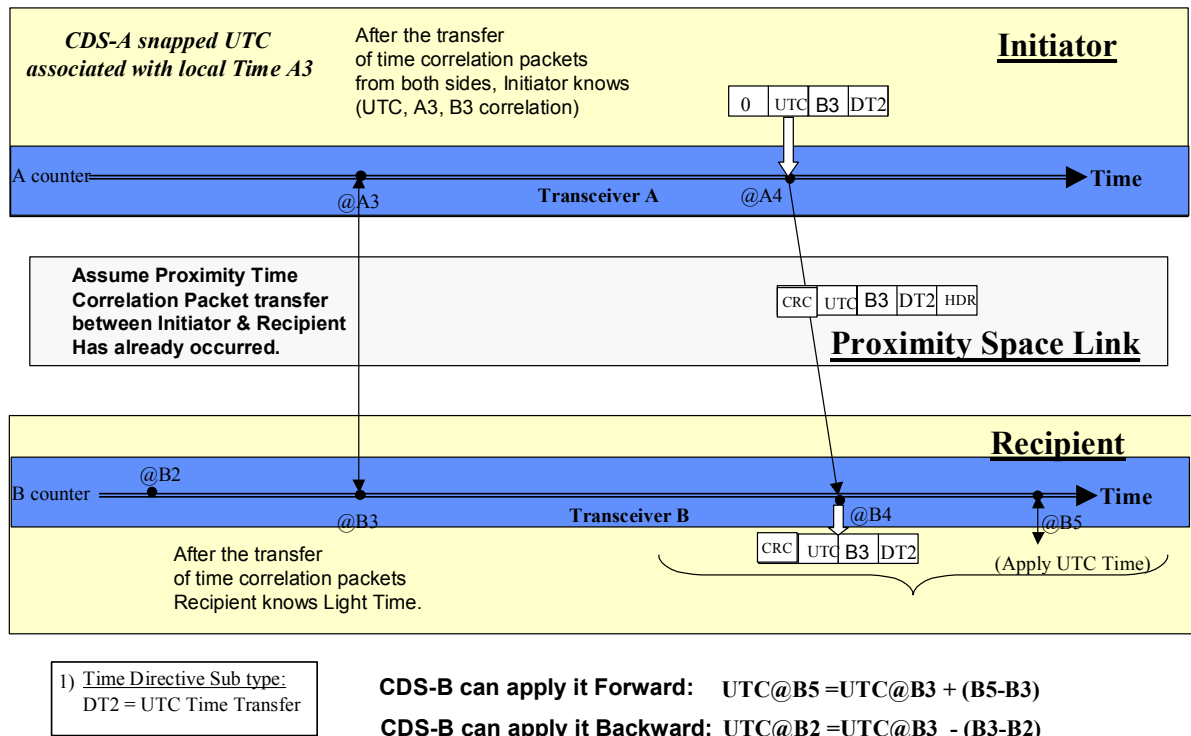 CDS-A snapped UTC
associated with local Time A3
After the transfer
of time correlation packets
from both sides, Initiator knows
(UTC, A3, B3 correlation)
Initiator
0 UTC B3 DT2
A counter
Time
@A3
Transceiver A
@A4
Assume Proximity Time
Correlation Packet transfer
between Initiator & Recipient
Has already occurred.
CRC UTC B3 DT2 HDR
Proximity Space Link
Recipient
@B2
B counter
Time
@B3
Transceiver B
@B4
@B5
After the transfer
of time correlation packets
Recipient knows Light Time.
CRC UTC B3 DT2
(Apply UTC Time)
1) Time Directive Sub type:
DT2 = UTC Time Transfer
CDS-B can apply it Forward: UTC@B5 =UTC@B3 + (B5-B3)
CDS-B can apply it Backward: UTC@B2 =UTC@B3 - (B3-B2)